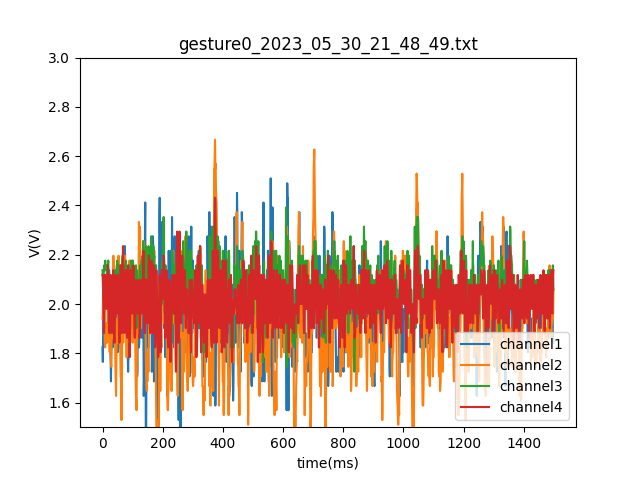 gesture0_2023_05_30_21_48_49.txt
3.0
2.8
2.6
2.4
2.2
2.0
1.8
1.6
V(V)
0 200 400 600 800 1000 1200 1400
time(ms)
channel1
channel2
channel3
channel4